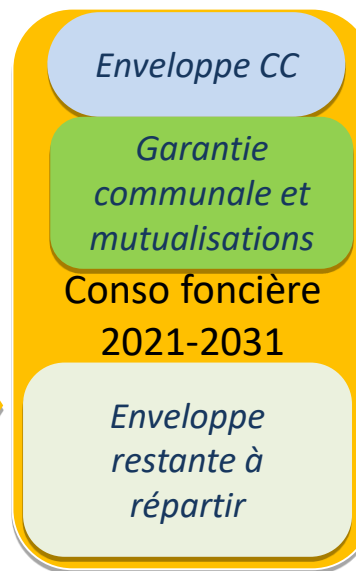 Enveloppe CC
Garantie
communale et
mutualisations
Conso foncière
2021-2031
Enveloppe
restante à
répartir